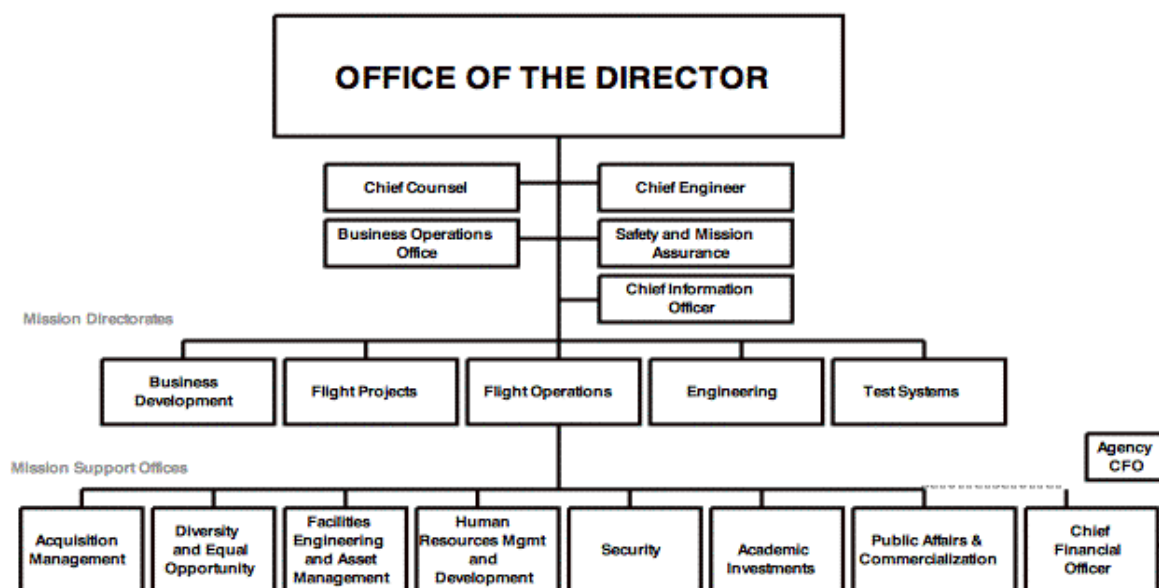 OFFICE OF THE DIRECTOR
Chief Counsel
Chief Engineer
Business Operations
Office
Safety and Mission
Assurance
Chief Information
Officer
Mission Directorates
Business
Development
Flight Projects
Flight Operations
Engineering
Test Systems
Mission Support Offices
Agency
CFO
Acquisition
Management
Diversity
and Equal
Opportunity
Facilities
Engineering
and Asset
Management
Human
Resources Mgmt
and
Development
Security
Academic
Investments
Public Affairs &
Commercialization
Chief
Financial
Officer